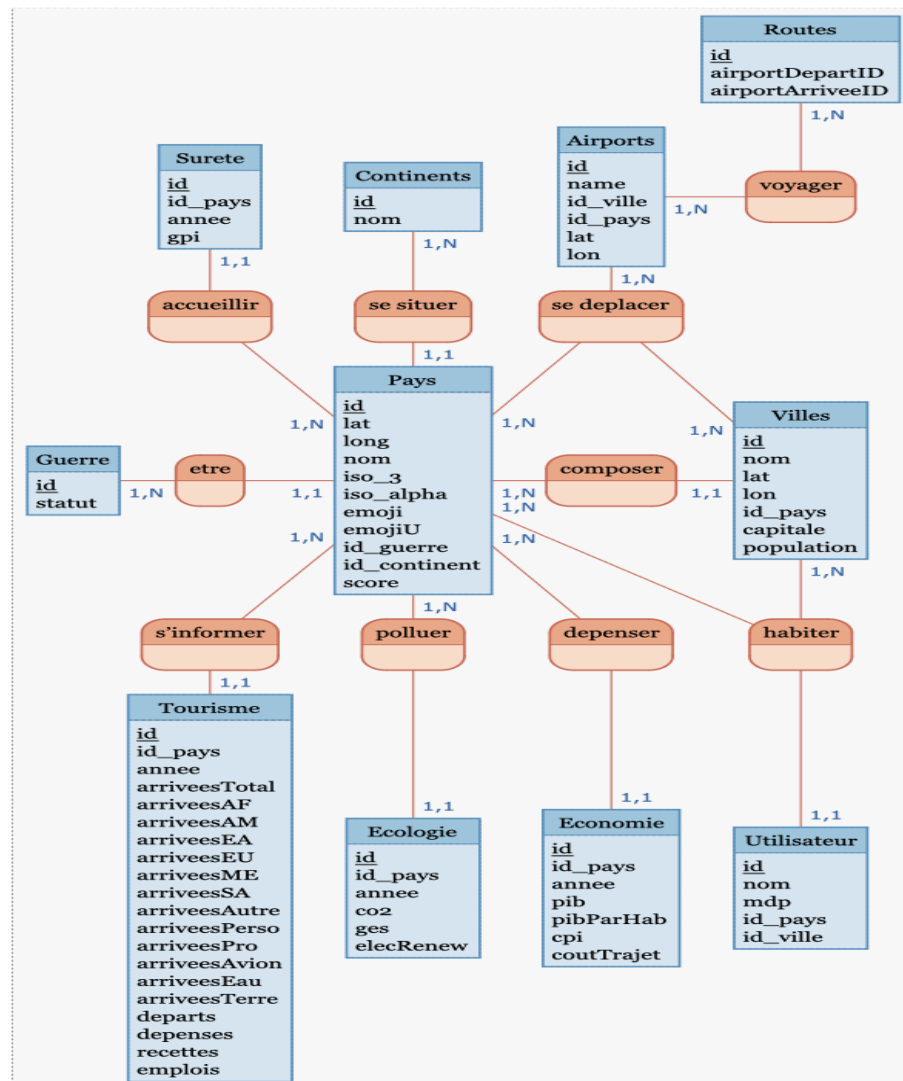 Routes
id
airportDepartID
airportArriveeID
1,N
Airports
id
name
id_ville
id_pays
lat
lon
1,N
voyager
1,N
Surete
id
id_pays
annee
gpi
1,1
Continents
id
nom
1,N
accueillir
se situer
se deplacer
1,1
1,N
1,N
1,N
Pays
id
lat
long
nom
iso_3
iso_alpha
emoji
emojiU
id_guerre
id_continent
score
Guerre
id
statut
1,N
etre
1,1
1,N
composer
1,1
1,N
Villes
id
nom
lat
lon
id_pays
capitale
population
1,N
1,N
1,N
1,N
s'informer
polluer
depenser
habiter
1,1
Tourisme
id
id_pays
annee
arriveesTotal
arriveesAF
arriveesAM
arriveesEA
arriveesEU
arriveesME
arriveesSA
arriveesAutre
arriveesPerso
arriveesPro
arriveesAvion
arriveesEau
arriveesTerre
departs
depenses
recettes
emplois
1,1
Ecologie
id
id_pays
annee
co2
ges
elecRenew
1,1
Economie
id
id_pays
annee
pib
pibParHab
cpi
coutTrajet
1,1
Utilisateur
id
nom
mdp
id_pays
id_ville